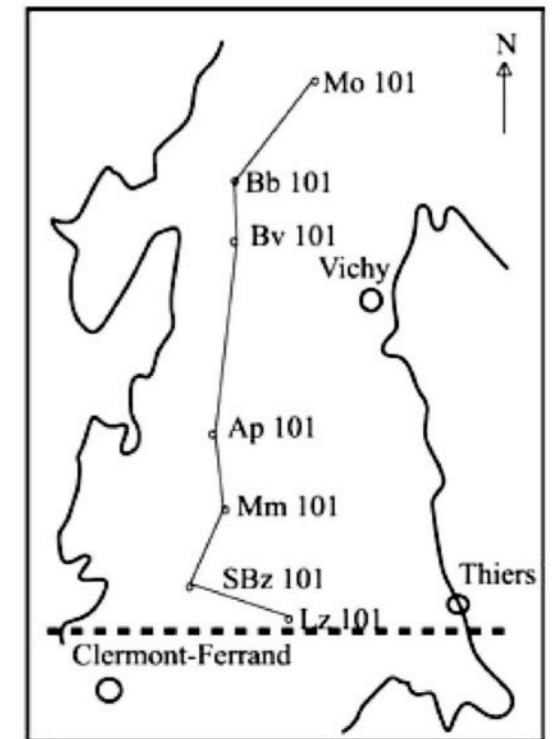 N
Mo 101
Bb 101
Bv 101
Vichy
Ap 101
Mm 101
SBz 101
Thiers
Lz 101
Clermont-Ferrand